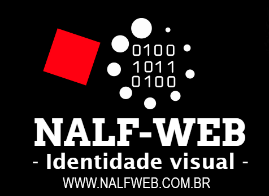 0100
1011
0100
NALF-WEB
- Identidade visual -
WWW.NALFWEB.COM.BR